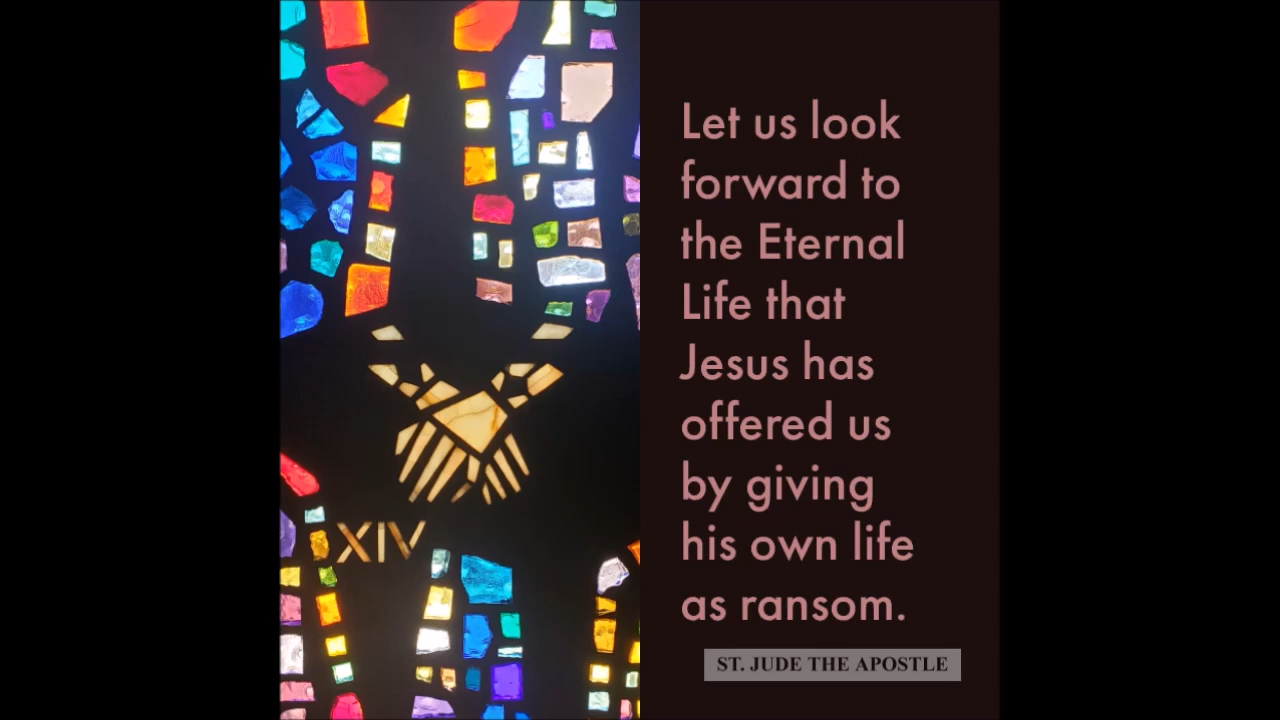 XIV
Let us look
forward to
the Eternal
Life that
Jesus has
offered us
by giving
his own life
as ransom.
ST. JUDE THE APOSTLE